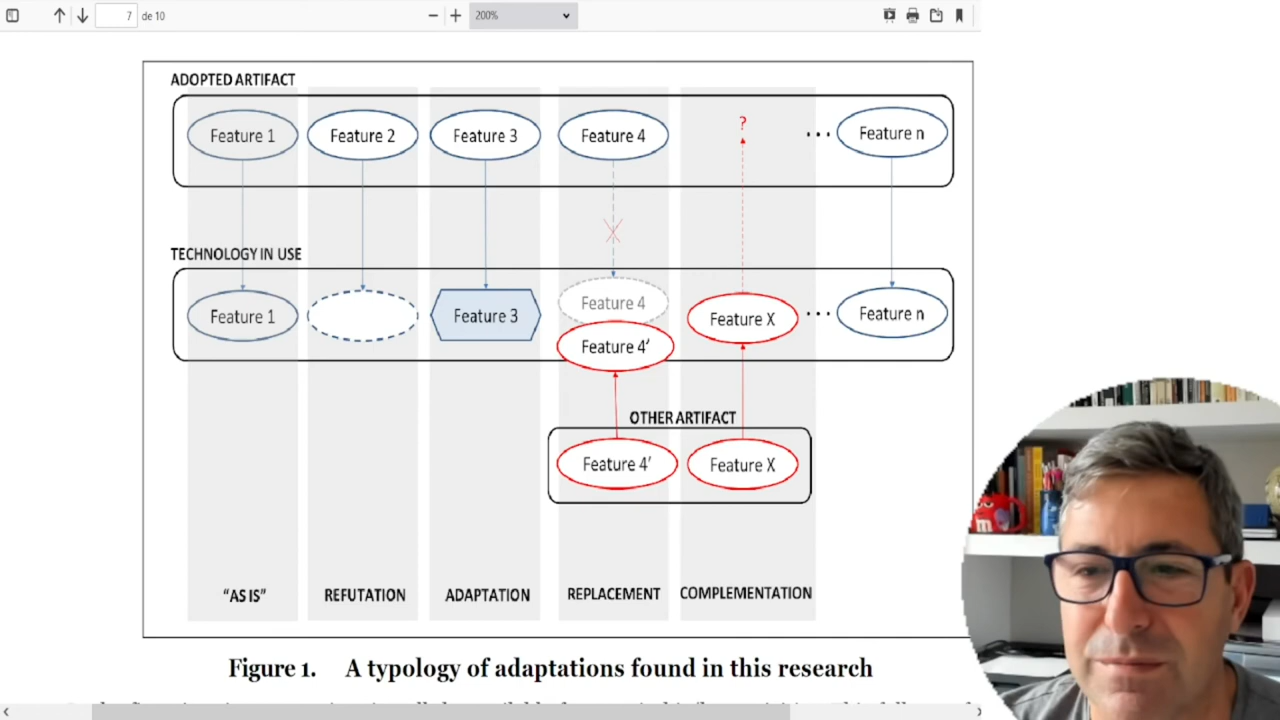 7 de 10 200%
ADOPTED ARTIFACT
Feature 1 Feature 2 Feature 3 Feature 4 ? ... Feature n
TECHNOLOGY IN USE
Feature 1 Feature 3 Feature 4 Feature X ... Feature n
Feature 4′
OTHER ARTIFACT
Feature 4′ Feature X
“AS IS” REFUTATION ADAPTATION REPLACEMENT COMPLEMENTATION
Figure 1. A typology of adaptations found in this research